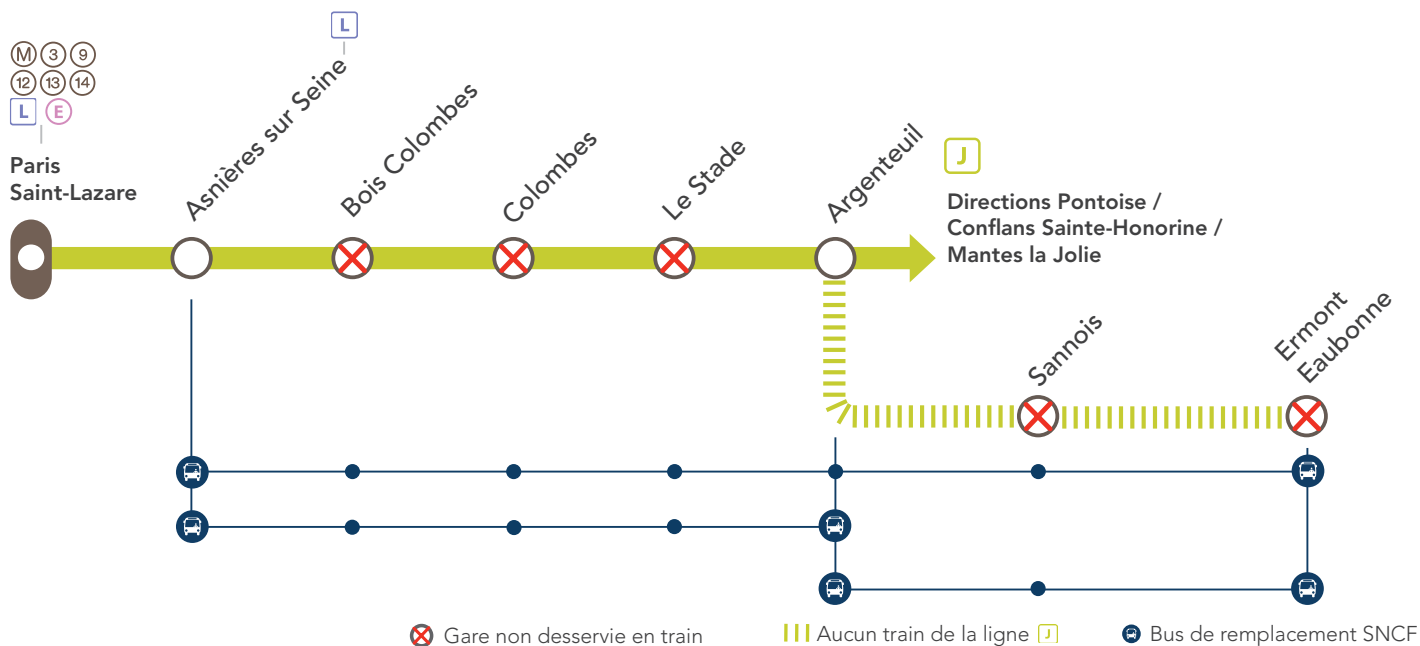 L
M 3 9
12 13 14
L E
Paris
Saint-Lazare
Asnières sur Seine
Bois Colombes
Colombes
Le Stade
Argenteuil
J
Directions Pontoise /
Conflans Sainte-Honorine /
Mantes la Jolie
Sannois
Ermont
Eaubonne
Gare non desservie en train
Aucun train de la ligne J
Bus de remplacement SNCF